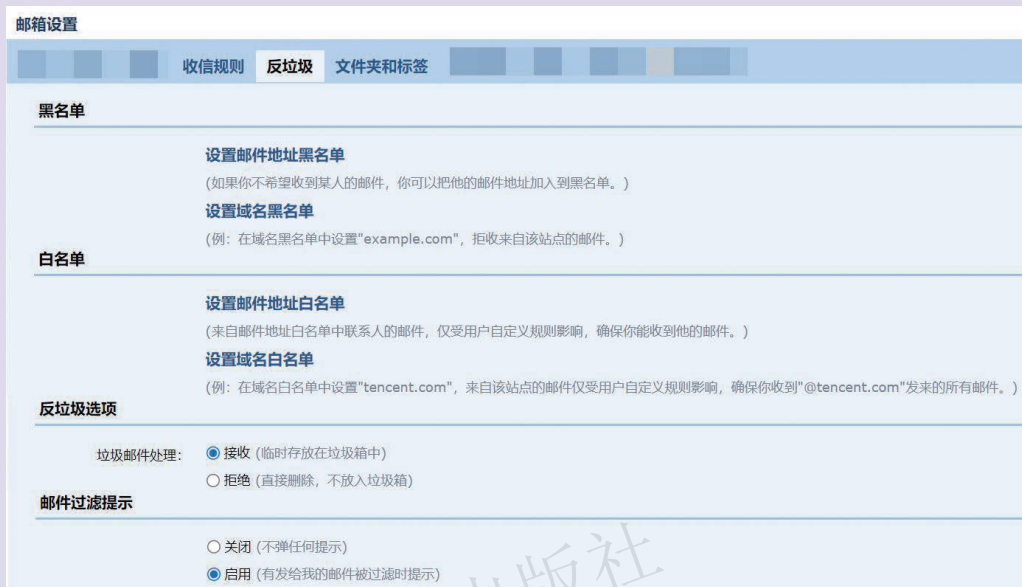 邮箱设置
收信规则 反垃圾 文件夹和标签
黑名单
设置邮件地址黑名单
(如果你不希望收到某人的邮件，你可以把他的邮件地址加入到黑名单。)
设置域名黑名单
(例：在域名黑名单中设置"example.com"，拒收来自该站点的邮件。)
白名单
设置邮件地址白名单
(来自邮件地址白名单中联系人的邮件，仅受用户自定义规则影响，确保你能收到他的邮件。)
设置域名白名单
(例：在域名白名单中设置"tencent.com"，来自该站点的邮件仅受用户自定义规则影响，确保你收到"@tencent.com"发来的所有邮件。)
反垃圾选项
垃圾邮件处理： 接收 (临时存放在垃圾箱中)
拒绝 (直接删除，不放入垃圾箱)
邮件过滤提示
关闭 (不弹任何提示)
启用 (有发给我的邮件被过滤时提示)
出版社